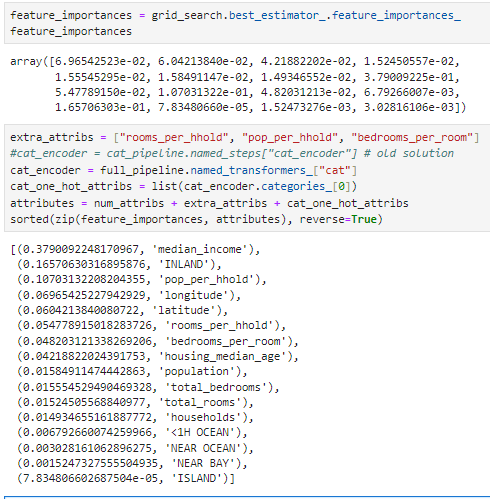 feature_importances = grid_search.best_estimator_.feature_importances_
feature_importances
array([6.96542523e-02, 6.04213840e-02, 4.21882202e-02, 1.52450557e-02,
1.55545295e-02, 1.58491147e-02, 1.49346552e-02, 3.79009225e-01,
5.47789150e-02, 1.07031322e-01, 4.82031213e-02, 6.79266007e-03,
1.65706303e-01, 7.83480660e-05, 1.52473276e-03, 3.02816106e-03])
extra_attribs = ["rooms_per_hhold", "pop_per_hhold", "bedrooms_per_room"]
#cat_encoder = cat_pipeline.named_steps["cat_encoder"] # old solution
cat_encoder = full_pipeline.named_transformers_["cat"]
cat_one_hot_attribs = list(cat_encoder.categories_[0])
attributes = num_attribs + extra_attribs + cat_one_hot_attribs
sorted(zip(feature_importances, attributes), reverse=True)
[(0.3790092248170967, 'median_income'),
(0.16570630316895876, 'INLAND'),
(0.10703132208204355, 'pop_per_hhold'),
(0.06965425227942929, 'longitude'),
(0.0604213840080722, 'latitude'),
(0.054778915018283726, 'rooms_per_hhold'),
(0.048203121338269206, 'bedrooms_per_room'),
(0.04218822024391753, 'housing_median_age'),
(0.01584911474442863, 'population'),
(0.015554529490469328, 'total_bedrooms'),
(0.01524505568840977, 'total_rooms'),
(0.014934655161887772, 'households'),
(0.006792660074259966, '<1H OCEAN'),
(0.003028161062896275, 'NEAR OCEAN'),
(0.0015247327555504935, 'NEAR BAY'),
(7.834806602687504e-05, 'ISLAND')]